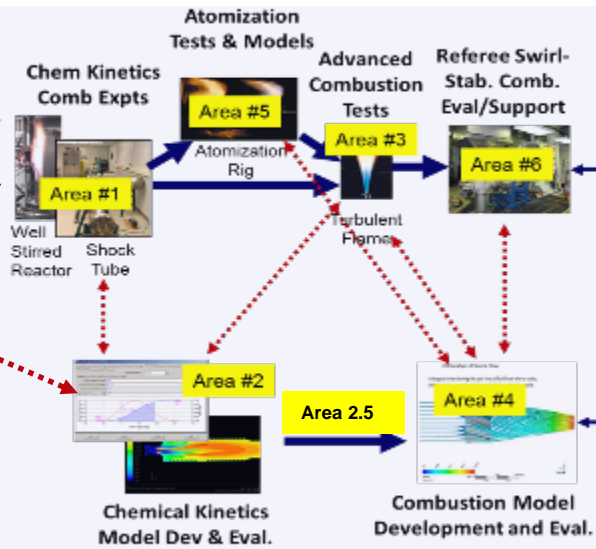 Atomization
Tests & Models
Advanced
Combustion
Tests
Referee Swirl-
Stab. Comb.
Eval/Support
Chem Kinetics
Comb Expts
Area #5
Area #3
Area #6
Atomization
Rig
Area #1
Turbulent
Flame
Well
Stirred
Reactor
Shock
Tube
Area #2
Area 2.5
Area #4
Chemical Kinetics
Model Dev & Eval.
Combustion Model
Development and Eval.